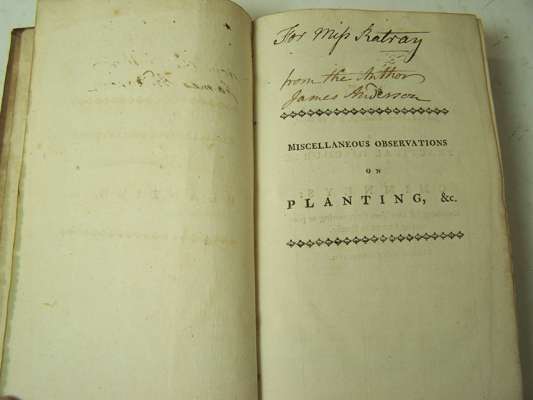 For Miss Ratray
from the Author
James Anderson
MISCELLANEOUS OBSERVATIONS
ON
PLANTING, &c.